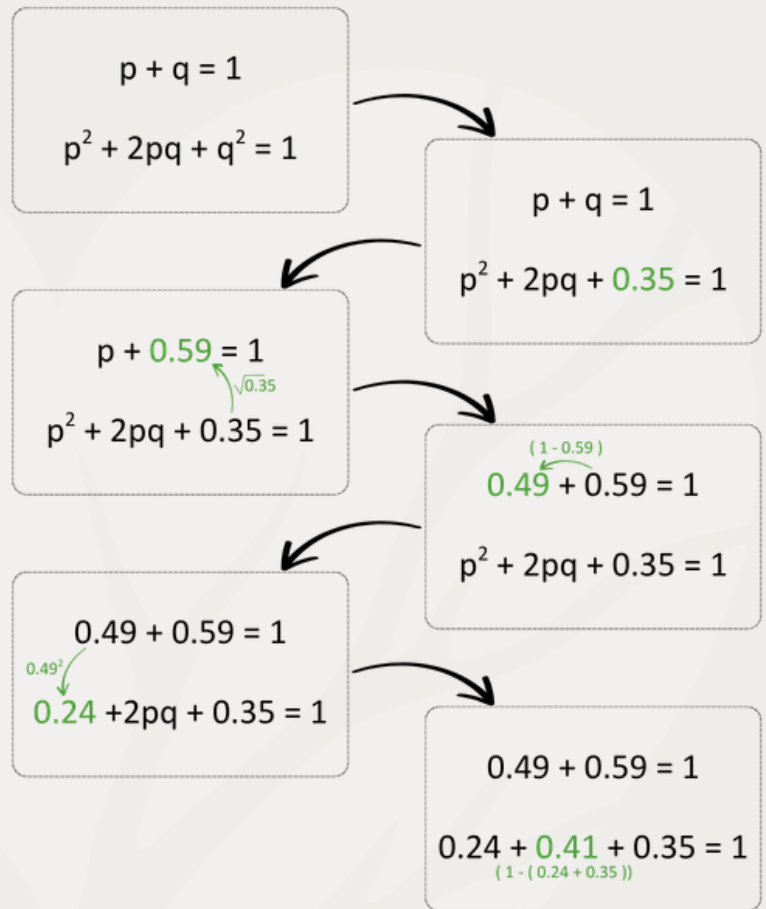 p + q = 1
p² + 2pq + q² = 1
p + q = 1
p² + 2pq + 0.35 = 1
p + 0.59 = 1
√0.35
p² + 2pq + 0.35 = 1
( 1 - 0.59 )
0.49 + 0.59 = 1
p² + 2pq + 0.35 = 1
0.49 + 0.59 = 1
0.49²
0.24 +2pq + 0.35 = 1
0.49 + 0.59 = 1
0.24 + 0.41 + 0.35 = 1
( 1 - ( 0.24 + 0.35 ))